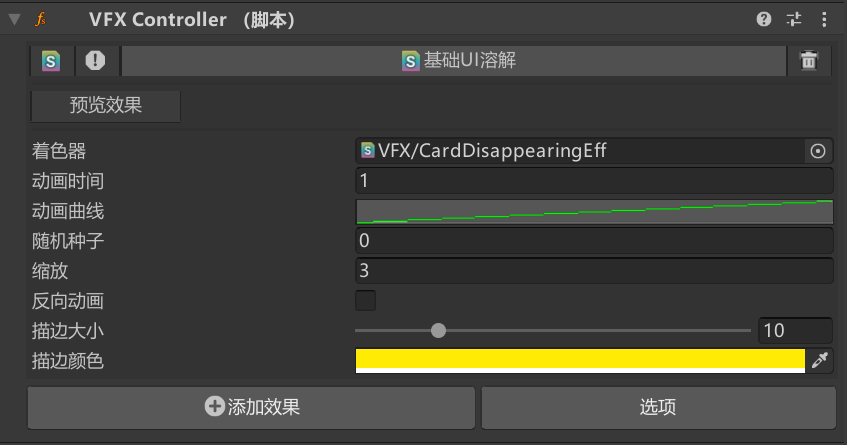 VFX Controller （脚本）
基础UI溶解
预览效果
着色器 VFX/CardDisappearingEff
动画时间 1
动画曲线
随机种子 0
缩放 3
反向动画
描边大小 10
描边颜色
添加效果 选项